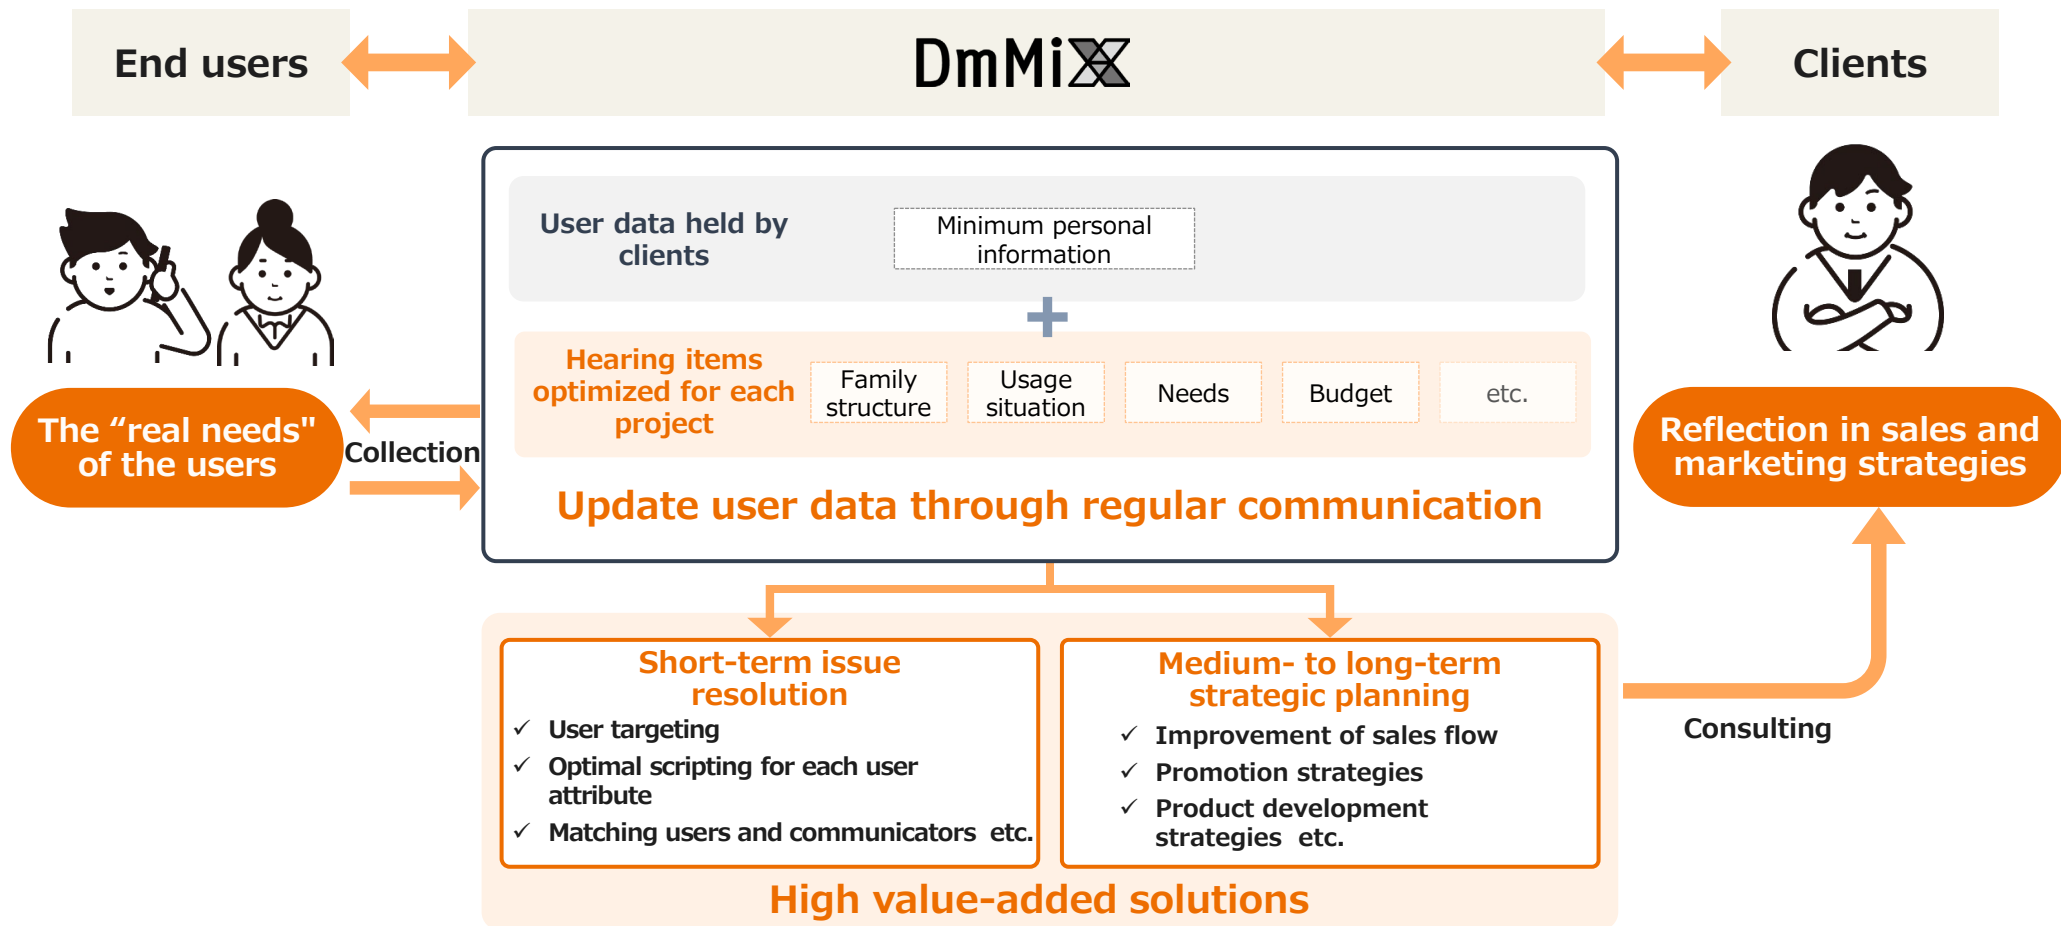 End users
DmMiX
Clients
User data held by
clients
Minimum personal
information
Hearing items
optimized for each
project
Family
structure
Usage
situation
Needs
Budget
etc.
The “real needs"
of the users
Collection
Update user data through regular communication
Reflection in sales and
marketing strategies
Short-term issue
resolution
✓ User targeting
✓ Optimal scripting for each user
attribute
✓ Matching users and communicators etc.
Medium- to long-term
strategic planning
✓ Improvement of sales flow
✓ Promotion strategies
✓ Product development
strategies etc.
Consulting
High value-added solutions